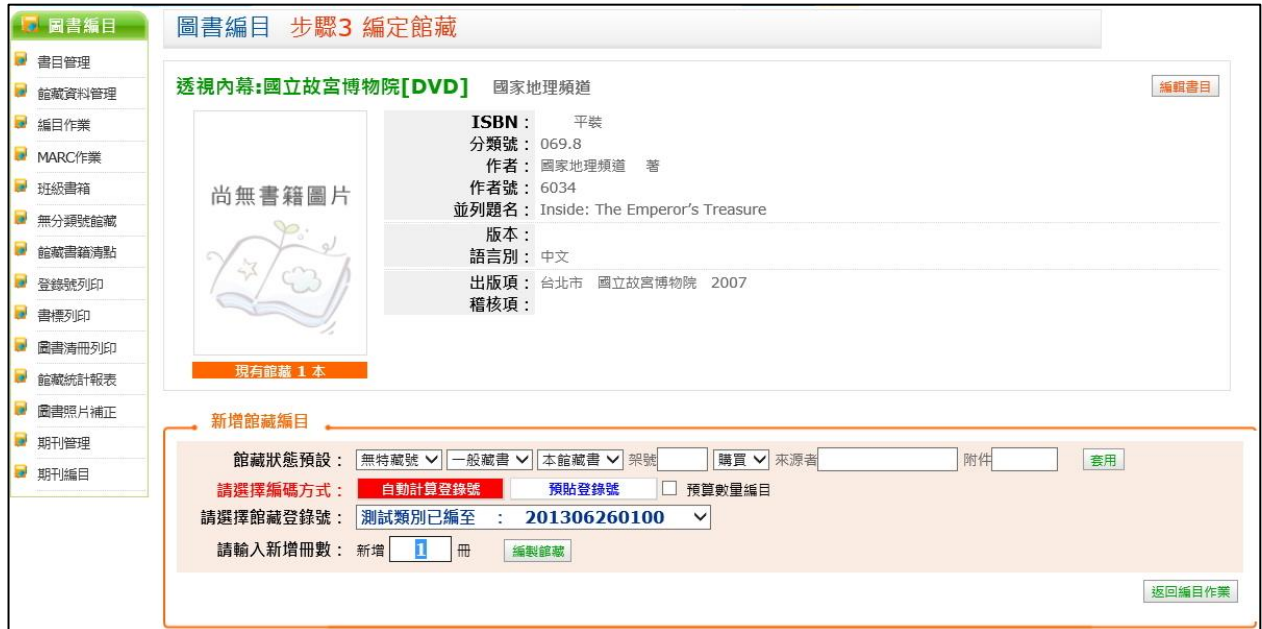 圖書編目
圖書編目 步驟3 編定館藏
書目管理
館藏資料管理
編目作業
MARC作業
班級書箱
無分類號館藏
館藏書籍清點
登錄號列印
書標列印
圖書清冊列印
館藏統計報表
圖書照片補正
期刊管理
期刊編目
透視內幕:國立故宮博物院[DVD] 國家地理頻道
編輯書目
尚無書籍圖片
現有館藏 1 本
ISBN： 平裝
分類號：069.8
作者：國家地理頻道 著
作者號：6034
並列題名：Inside: The Emperor's Treasure
版本：
語言別：中文
出版項：台北市 國立故宮博物院 2007
稽核項：
新增館藏編目
館藏狀態預設： 無特藏號 一般藏書 本館藏書 架號 購買 來源者 附件 套用
請選擇編碼方式： 自動計算登錄號 預貼登錄號 預算數量編目
請選擇館藏登錄號： 測試類別已編至 : 201306260100
請輸入新增冊數： 新增 1 冊 編製館藏
返回編目作業